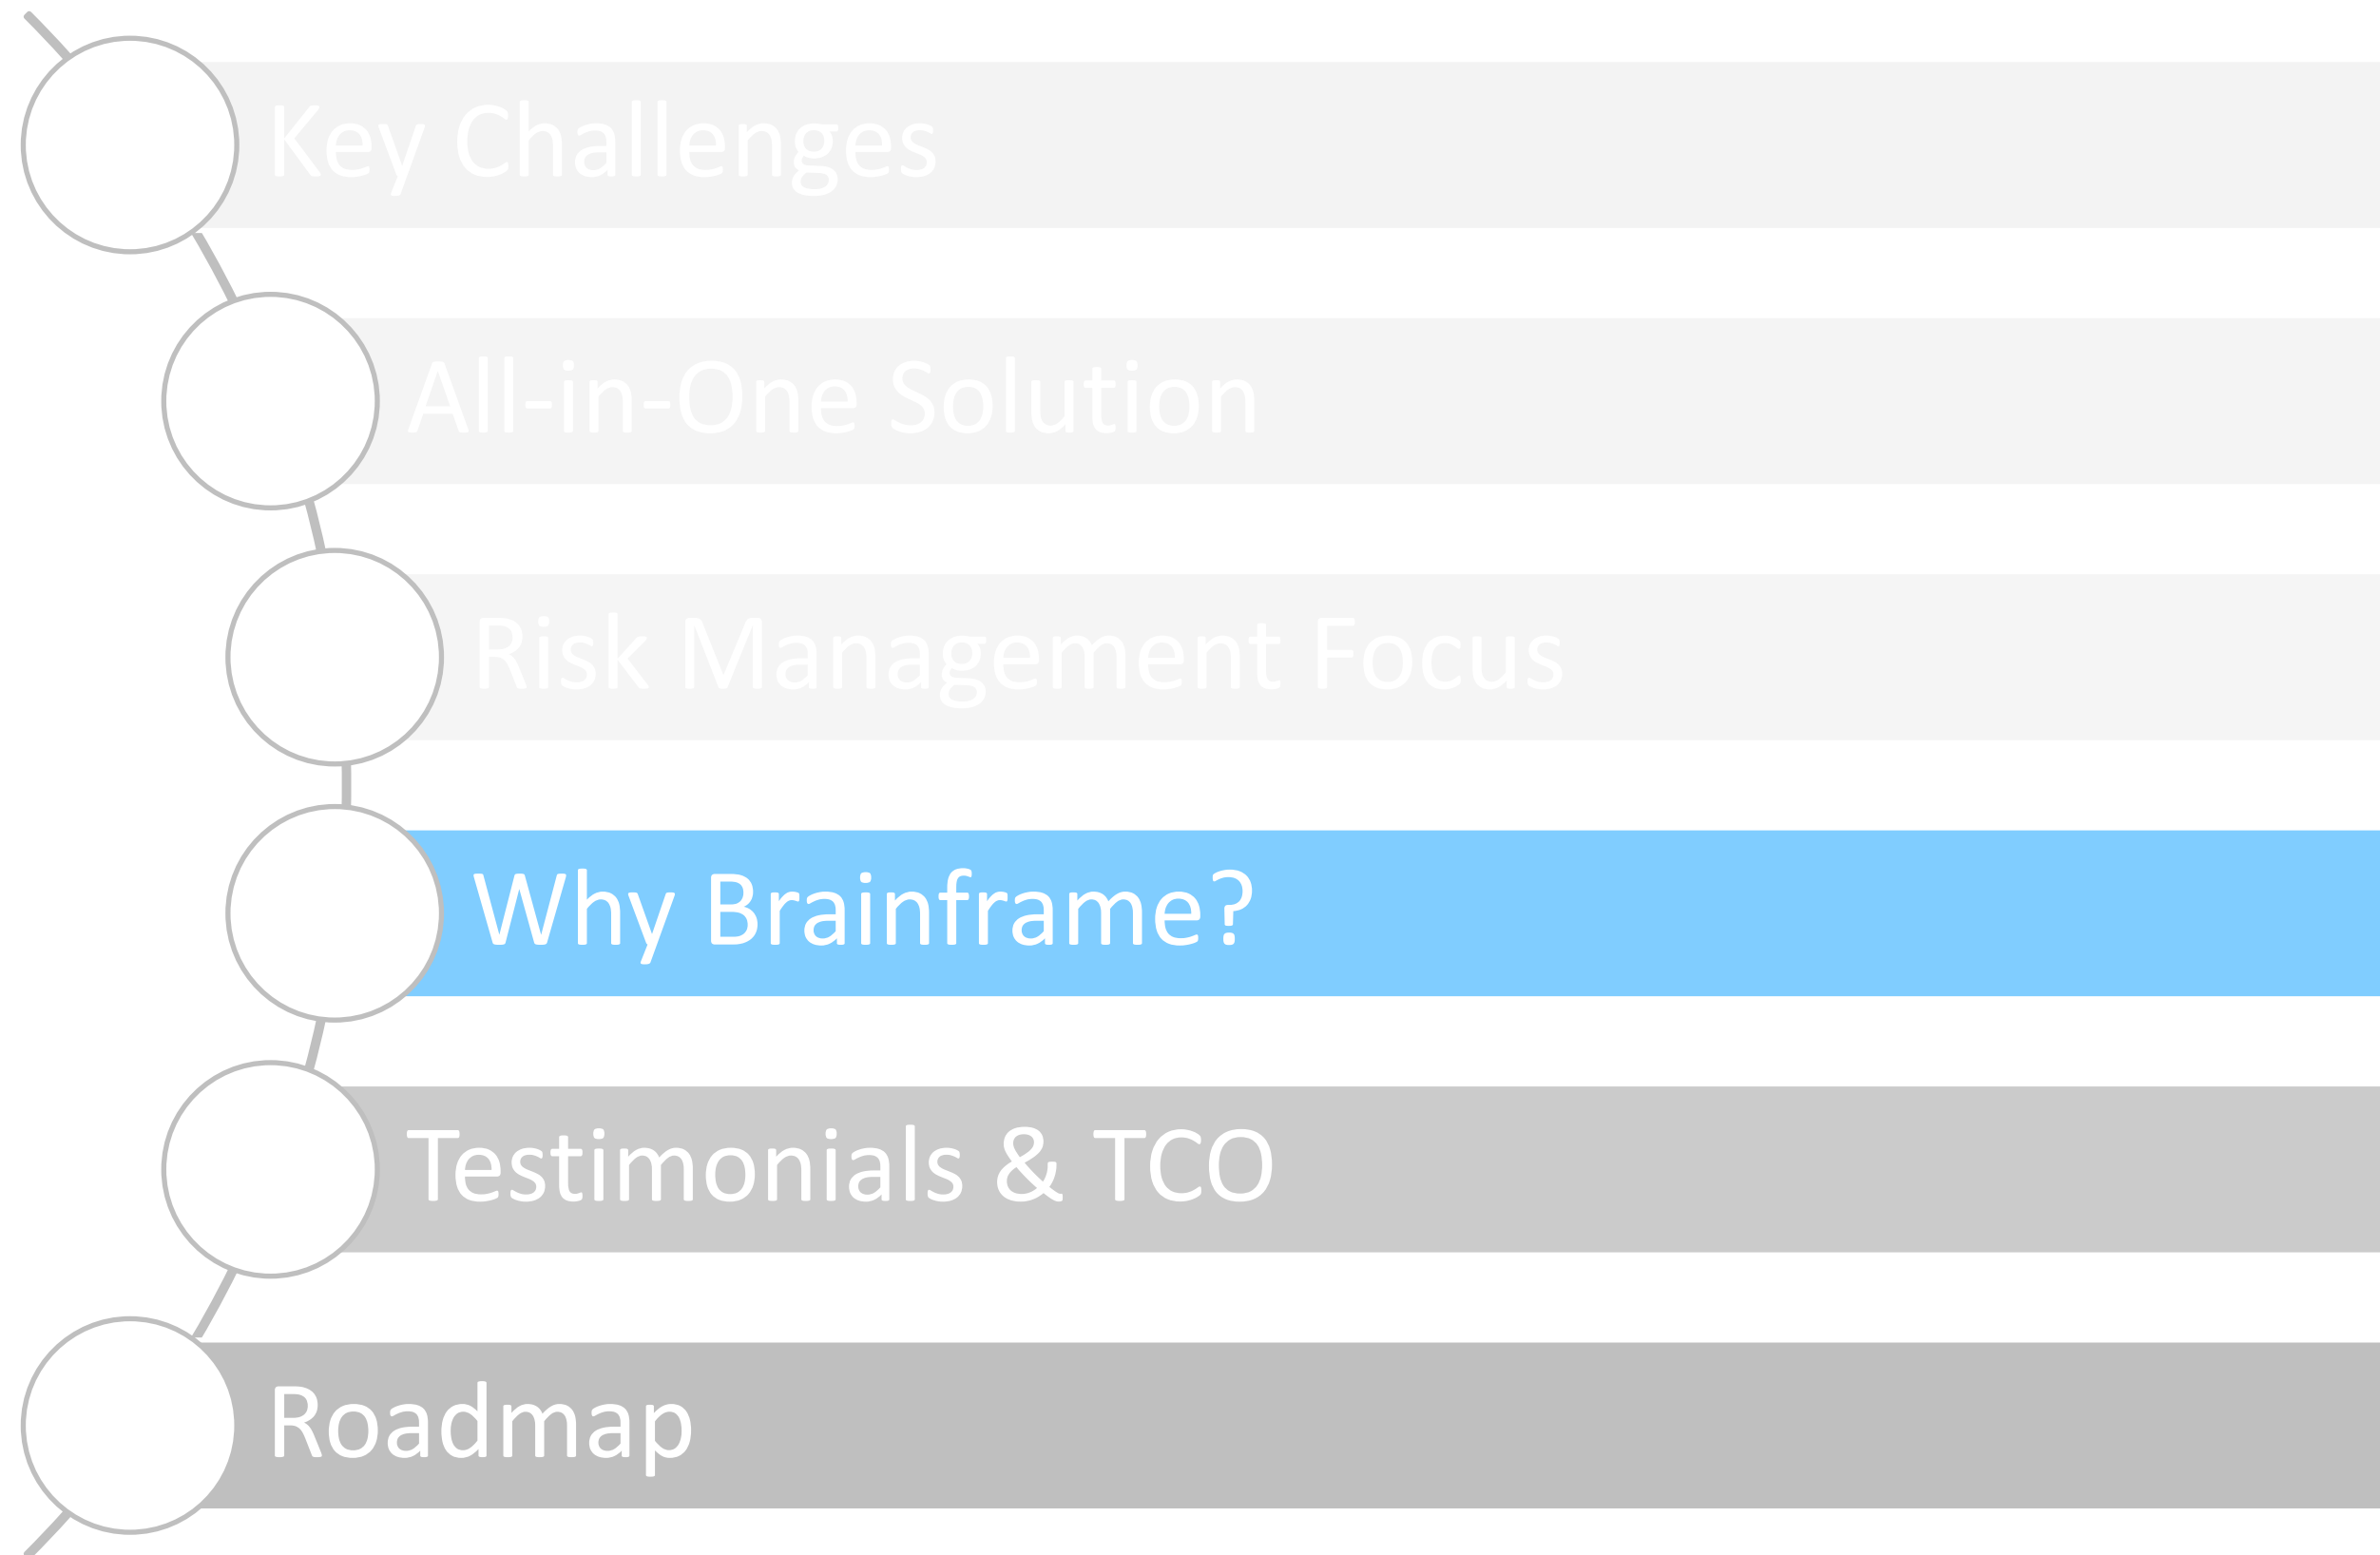 Key Challenges
All-in-One Solution
Risk Management Focus
Why Brainframe?
Testimonials & TCO
Roadmap